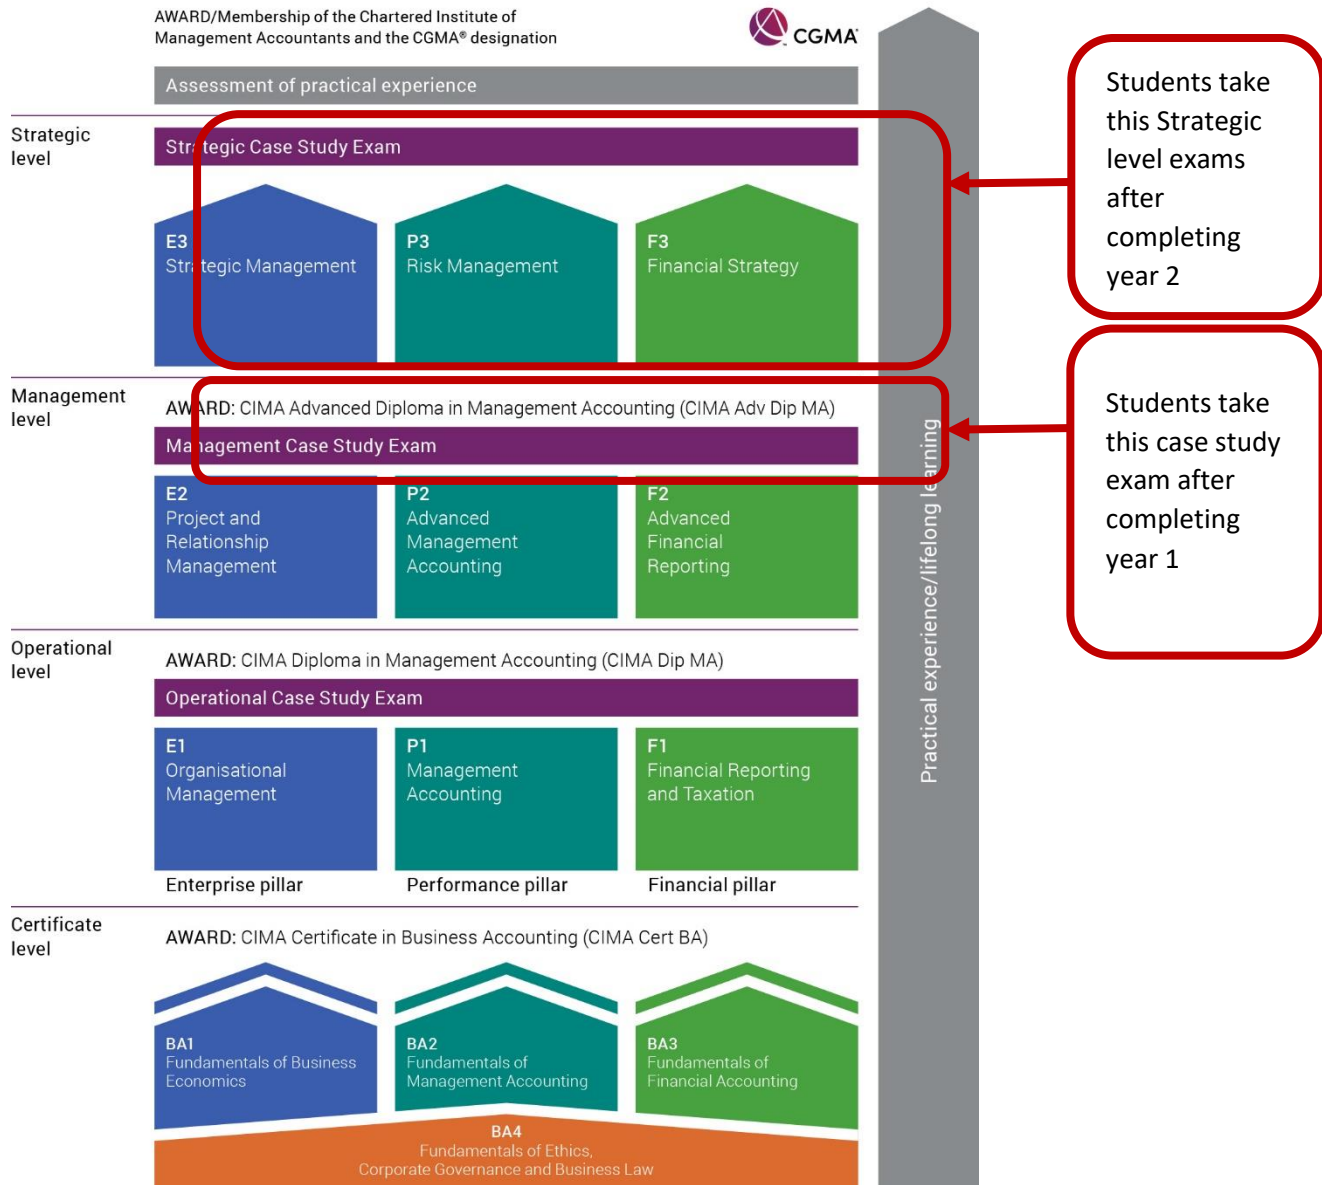 AWARD/Membership of the Chartered Institute of
Management Accountants and the CGMA® designation
CGMA
Assessment of practical experience
Strategic
level
Strategic Case Study Exam
E3
Strategic Management
P3
Risk Management
F3
Financial Strategy
Students take
this Strategic
level exams
after
completing
year 2
Management
level
AWARD: CIMA Advanced Diploma in Management Accounting (CIMA Adv Dip MA)
Management Case Study Exam
E2
Project and
Relationship
Management
P2
Advanced
Management
Accounting
F2
Advanced
Financial
Reporting
Students take
this case study
exam after
completing
year 1
Practical experience/lifelong learning
Operational
level
AWARD: CIMA Diploma in Management Accounting (CIMA Dip MA)
Operational Case Study Exam
E1
Organisational
Management
P1
Management
Accounting
F1
Financial Reporting
and Taxation
Enterprise pillar
Performance pillar
Financial pillar
Certificate
level
AWARD: CIMA Certificate in Business Accounting (CIMA Cert BA)
BA1
Fundamentals of Business
Economics
BA2
Fundamentals of
Management Accounting
BA3
Fundamentals of
Financial Accounting
BA4
Fundamentals of Ethics,
Corporate Governance and Business Law